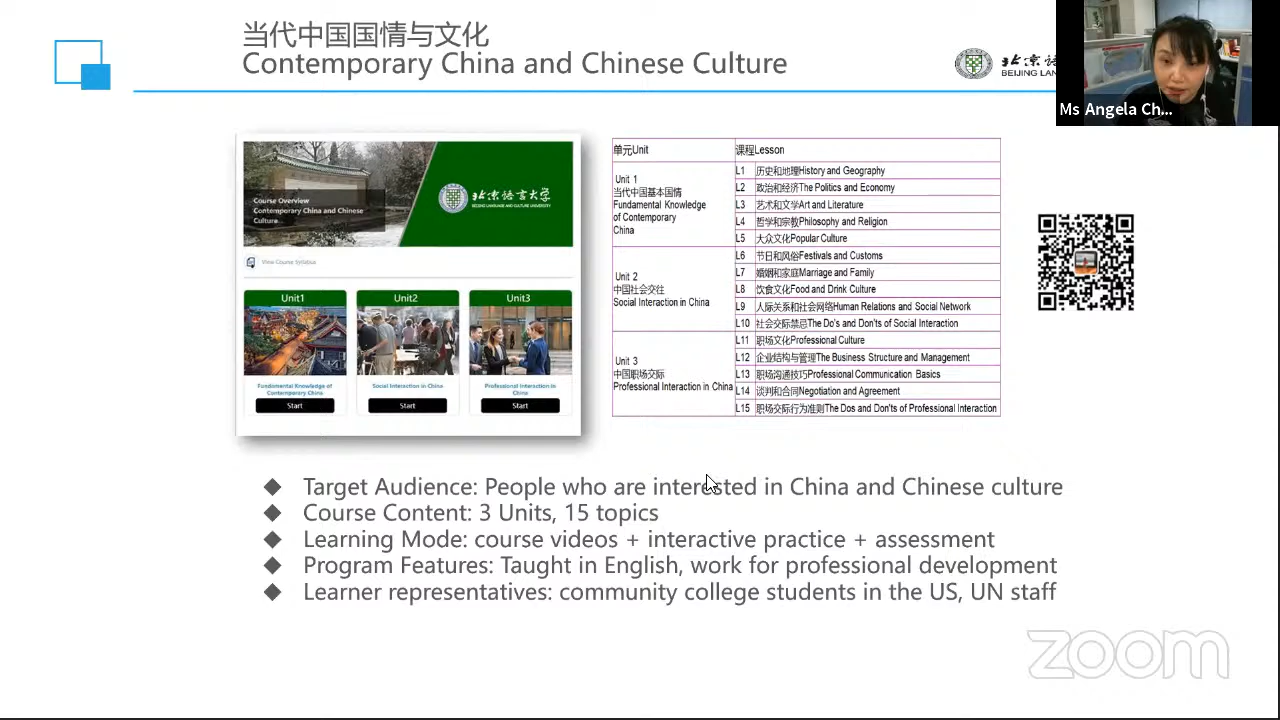 当代中国国情与文化
Contemporary China and Chinese Culture
BEIJING LAN
Ms Angela Ch...
Course Overview
Contemporary China and Chinese
Culture
北京语言大学
BEIJING LANGUAGE AND CULTURE UNIVERSITY
View Course Syllabus
Unit1
Unit2
Unit3
Fundamental Knowledge of
Contemporary China
Social Interaction in China
Professional Interaction in
China
Start
Start
Start
单元Unit
课程Lesson
Unit 1
当代中国基本国情
Fundamental Knowledge
of Contemporary
China
L1 历史和地理History and Geography
L2 政治和经济The Politics and Economy
L3 艺术和文学Art and Literature
L4 哲学和宗教Philosophy and Religion
L5 大众文化Popular Culture
Unit 2
中国社会交往
Social Interaction in China
L6 节日和风俗Festivals and Customs
L7 婚姻和家庭Marriage and Family
L8 饮食文化Food and Drink Culture
L9 人际关系和社会网络Human Relations and Social Network
L10 社会交际禁忌The Do's and Don'ts of Social Interaction
Unit 3
中国职场交际
Professional Interaction in China
L11 职场文化Professional Culture
L12 企业结构与管理The Business Structure and Management
L13 职场沟通技巧Professional Communication Basics
L14 谈判和合同Negotiation and Agreement
L15 职场交际行为准则The Dos and Don'ts of Professional Interaction
◆ Target Audience: People who are interested in China and Chinese culture
◆ Course Content: 3 Units, 15 topics
◆ Learning Mode: course videos + interactive practice + assessment
◆ Program Features: Taught in English, work for professional development
◆ Learner representatives: community college students in the US, UN staff
zoom